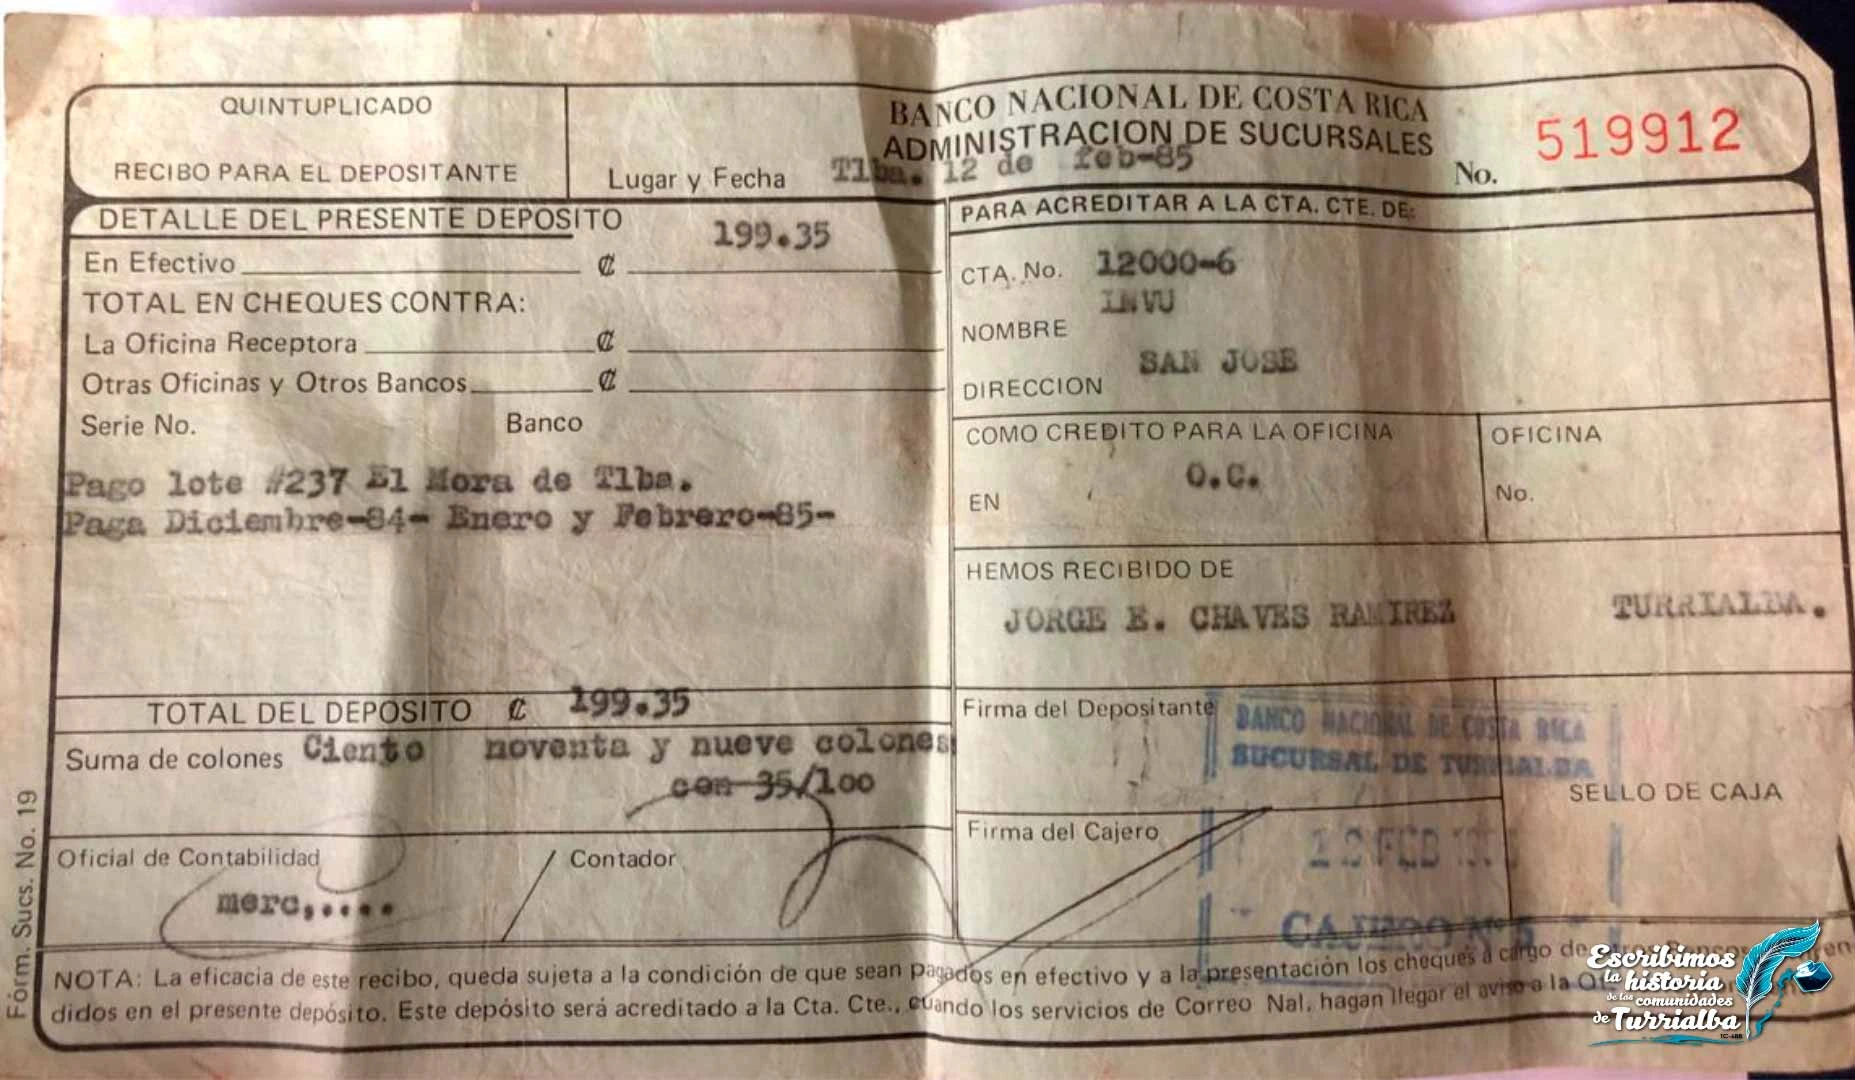 QUINTUPLICADO
RECIBO PARA EL DEPOSITANTE
BANCO NACIONAL DE COSTA RICA
ADMINISTRACION DE SUCURSALES
Lugar y Fecha Tlba. 12 de feb-85
No. 519912
DETALLE DEL PRESENTE DEPOSITO
En Efectivo ₡ 199.35
TOTAL EN CHEQUES CONTRA:
La Oficina Receptora ₡
Otras Oficinas y Otros Bancos ₡
Serie No. Banco
Pago lote #237 El Mora de Tlba.
Paga Diciembre-84- Enero y Febrero-85-
TOTAL DEL DEPOSITO ₡ 199.35
Suma de colones Ciento noventa y nueve colones
con 35/100
Oficial de Contabilidad
merc,.....
Contador
PARA ACREDITAR A LA CTA. CTE. DE:
CTA. No. 12000-6
INVU
NOMBRE
SAN JOSE
DIRECCION
COMO CREDITO PARA LA OFICINA
O.C.
EN
OFICINA
No.
HEMOS RECIBIDO DE
JORGE E. CHAVES RAMIREZ TURRIALBA.
Firma del Depositante
BANCO NACIONAL DE COSTA RICA
SUCURSAL DE TURRIALBA
SELLO DE CAJA
Firma del Cajero
FEB
CAJERO Nº 5
NOTA: La eficacia de este recibo, queda sujeta a la condición de que sean pagados en efectivo y a la presentación los cheques a cargo de otros Bancos
didos en el presente depósito. Este depósito será acreditado a la Cta. Cte., cuando los servicios de Correo Nal, hagan llegar el aviso a la
Fórm. Sucs. No. 19
Escribimos
la historia
de las comunidades
de Turrialba